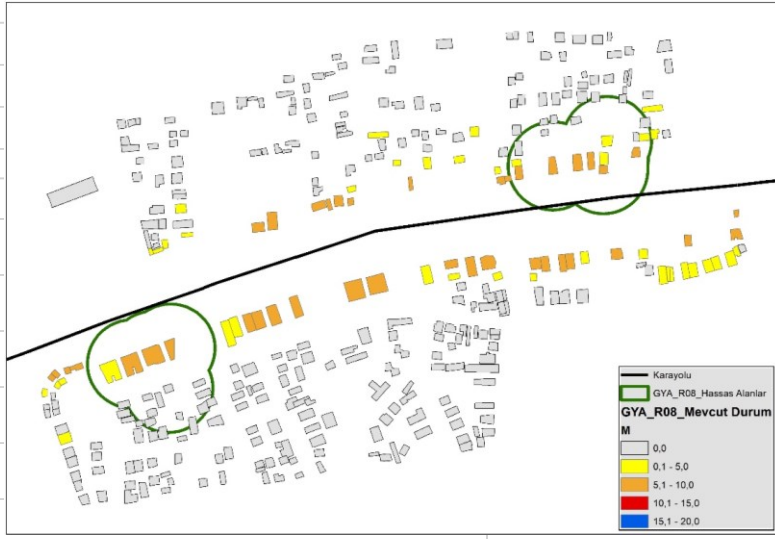 Karayolu
GYA_R08_Hassas Alanlar
GYA_R08_Mevcut Durum
M
0,0
0,1 - 5,0
5,1 - 10,0
10,1 - 15,0
15,1 - 20,0